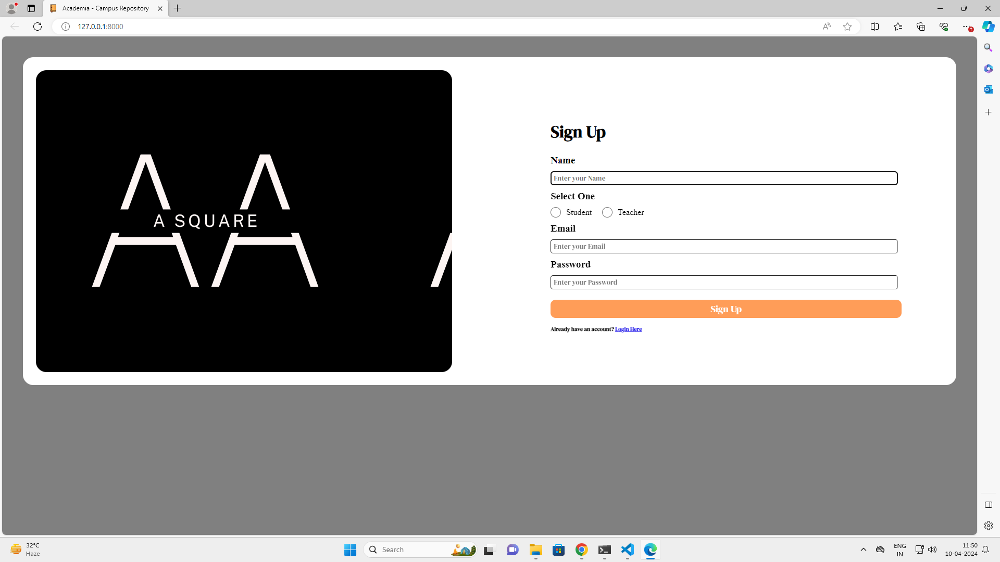 Academia - Campus Repository
127.0.0.1:8000
A SQUARE
Sign Up
Name
Enter your Name
Select One
Student Teacher
Email
Enter your Email
Password
Enter your Password
Sign Up
Already have an account? Login Here
32°C
Haze
Search
ENG
IN
11:50
10-04-2024